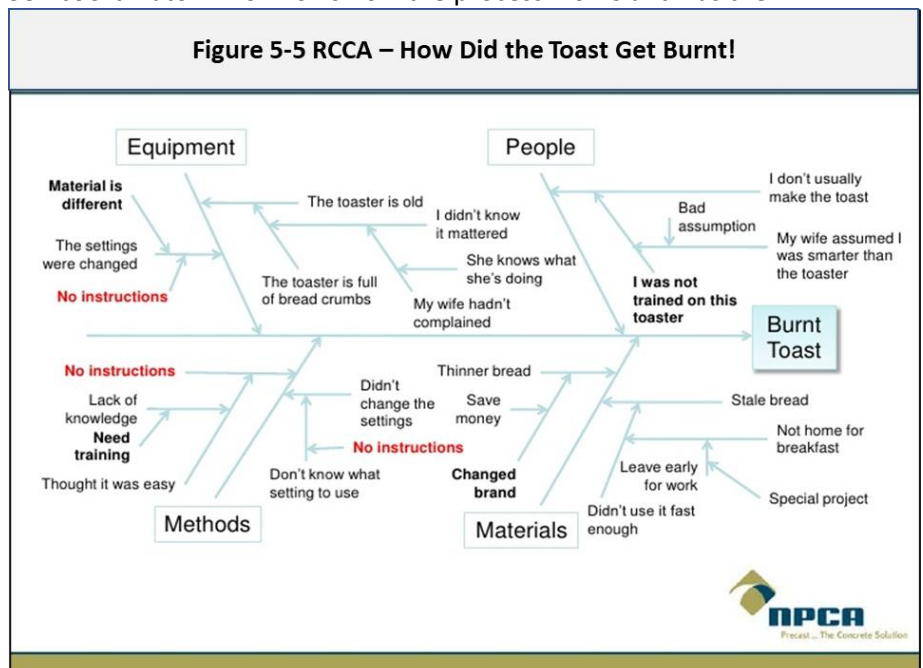 Figure 5-5 RCCA – How Did the Toast Get Burnt!
Equipment
People
Material is
different
The settings
were changed
No instructions
The toaster is old
I didn't know
it mattered
She knows what
she's doing
The toaster is full
of bread crumbs
My wife hadn't
complained
I don't usually
make the toast
Bad
assumption
My wife assumed I
was smarter than
the toaster
I was not
trained on this
toaster
Burnt
Toast
No instructions
Lack of
knowledge
Need
training
Thought it was easy
Didn't
change the
settings
No instructions
Don't know what
setting to use
Methods
Thinner bread
Save
money
Changed
brand
Stale bread
Not home for
breakfast
Leave early
for work
Special project
Didn't use it fast
enough
Materials
NPCA
Precast... The Concrete Solution